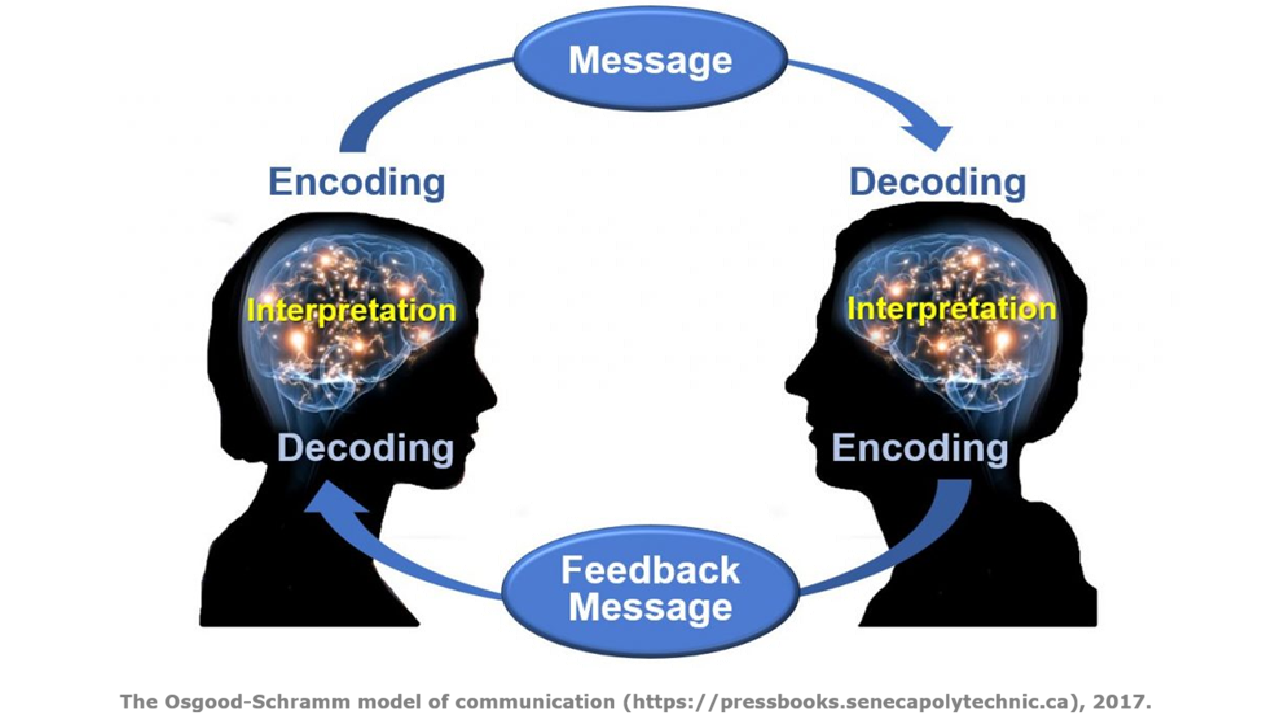 Message
Encoding
Decoding
Interpretation
Interpretation
Decoding
Encoding
Feedback
Message
The Osgood-Schramm model of communication (https://pressbooks.senecapolytechnic.ca), 2017.